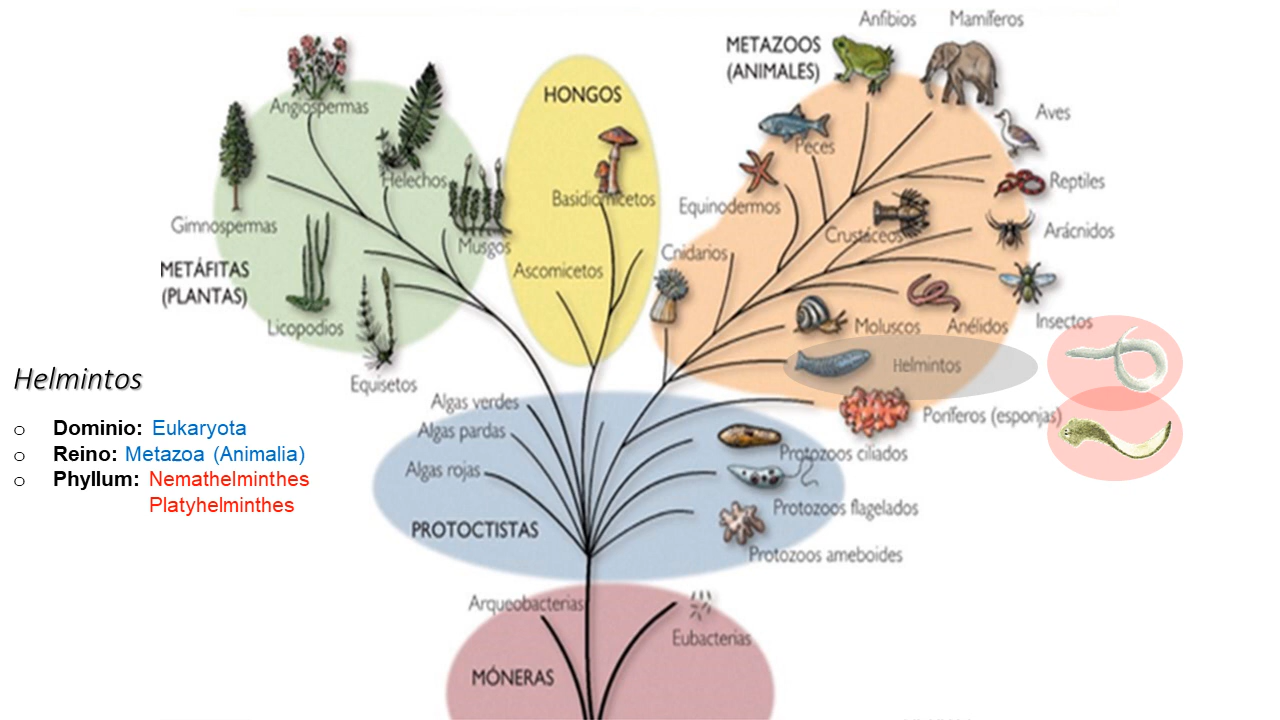 Anfibios
Mamíferos
METAZOOS
(ANIMALES)
HONGOS
Angiospermas
Aves
Peces
Helechos
Reptiles
Basidiomicetos
Equinodermos
Gimnospermas
Crustáceos
Arácnidos
Musgos
Cnidarios
METÁFITAS
(PLANTAS)
Ascomicetos
Licopodios
Moluscos
Anélidos
Insectos
Helmintos
Equisetos
Helmintos
Algas verdes
Poríferos (esponjas)
o Dominio: Eukaryota
o Reino: Metazoa (Animalia)
o Phyllum: Nemathelminthes
Platyhelminthes
Algas pardas
Protozoos ciliados
Algas rojas
Protozoos flagelados
PROTOCTISTAS
Protozoos ameboides
Arqueobacterias
Eubacterias
MÓNERAS